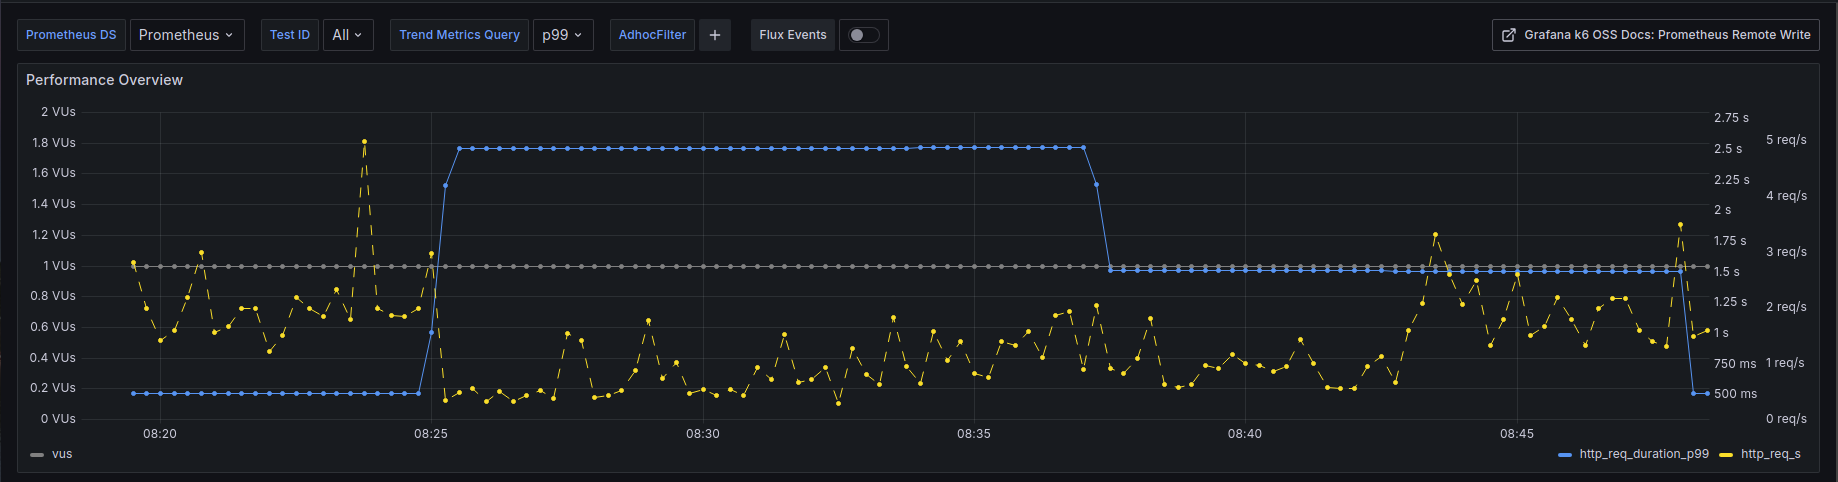 Prometheus DS Prometheus Test ID All Trend Metrics Query p99 AdhocFilter + Flux Events Grafana k6 OSS Docs: Prometheus Remote Write
Performance Overview
2 VUs
1.8 VUs
1.6 VUs
1.4 VUs
1.2 VUs
1 VUs
0.8 VUs
0.6 VUs
0.4 VUs
0.2 VUs
0 VUs
2.75 s
2.5 s
2.25 s
2 s
1.75 s
1.5 s
1.25 s
1 s
750 ms
500 ms
5 req/s
4 req/s
3 req/s
2 req/s
1 req/s
0 req/s
08:20 08:25 08:30 08:35 08:40 08:45
vus http_req_duration_p99 http_req_s